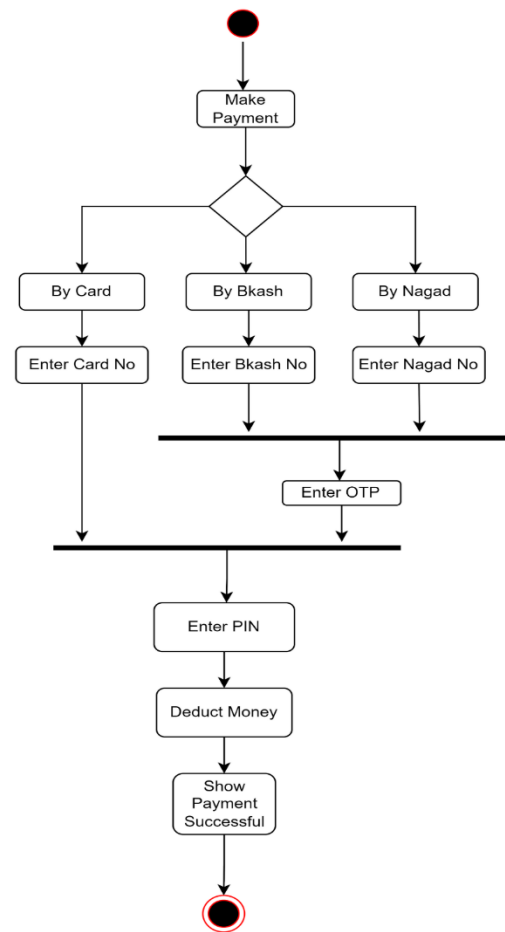 Make
Payment
By Card
By Bkash
By Nagad
Enter Card No
Enter Bkash No
Enter Nagad No
Enter OTP
Enter PIN
Deduct Money
Show
Payment
Successful